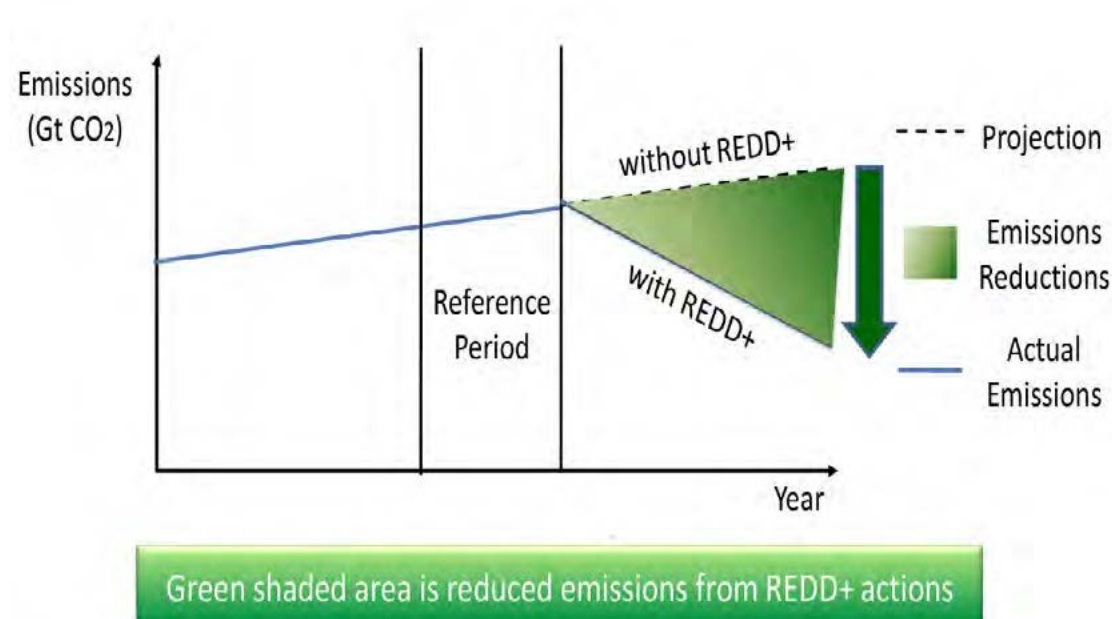 Emissions
(Gt CO2)
without REDD+
with REDD+
Reference
Period
Year
Projection
Emissions
Reductions
Actual
Emissions
Green shaded area is reduced emissions from REDD+ actions